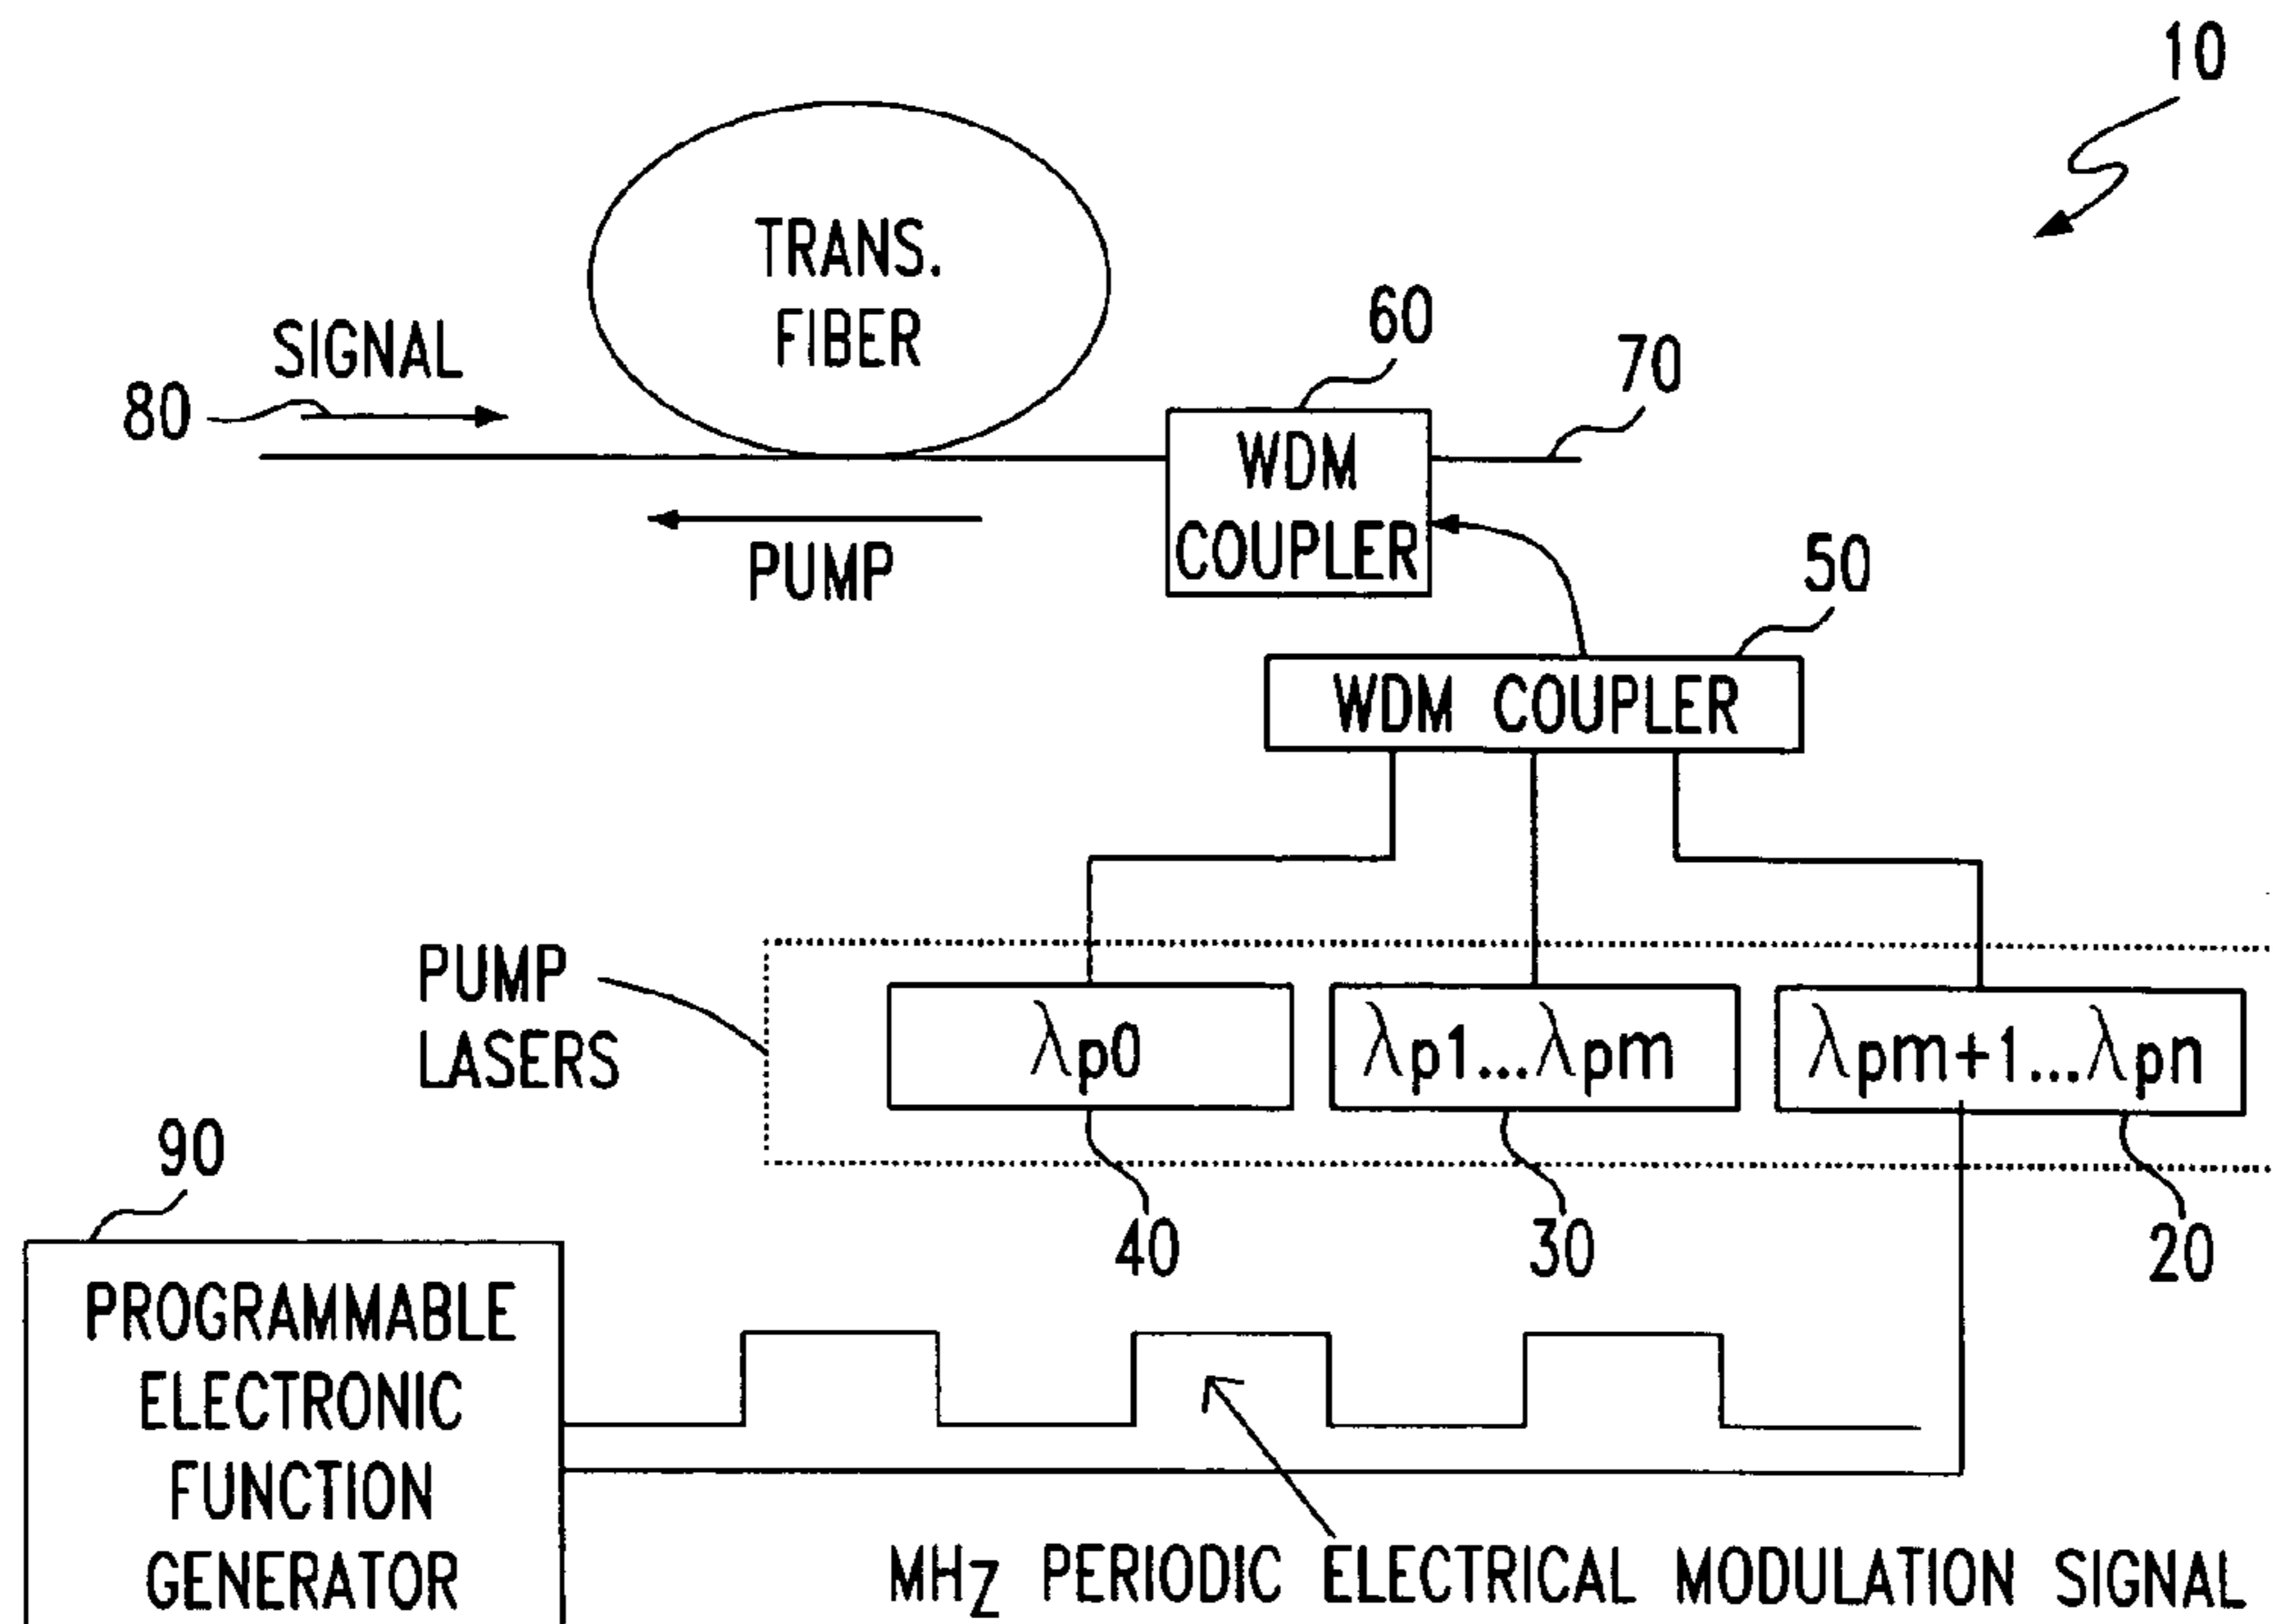 10
TRANS.
FIBER
SIGNAL
80
60
70
WDM
COUPLER
PUMP
50
WDM COUPLER
PUMP
LASERS
λp0
λp1...λpm
λpm+1...λpn
90
40
30
20
PROGRAMMABLE
ELECTRONIC
FUNCTION
GENERATOR
MHZ PERIODIC ELECTRICAL MODULATION SIGNAL